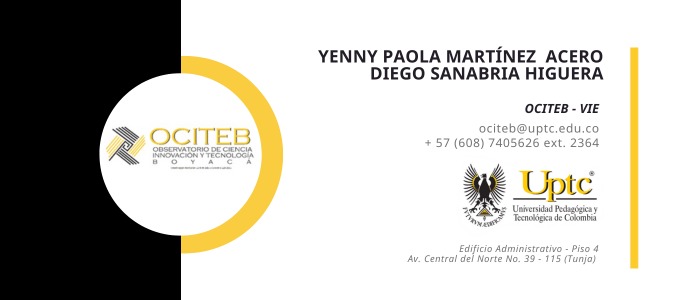 YENNY PAOLA MARTÍNEZ ACERO
DIEGO SANABRIA HIGUERA
OCITEB - VIE
ociteb@uptc.edu.co
+ 57 (608) 7405626 ext. 2364
OCITEB
OBSERVATORIO DE CIENCIA
INNOVACIÓN Y TECNOLOGÍA
BOYACÁ
Uptc®
Universidad Pedagógica y
Tecnológica de Colombia
Edificio Administrativo - Piso 4
Av. Central del Norte No. 39 - 115 (Tunja)